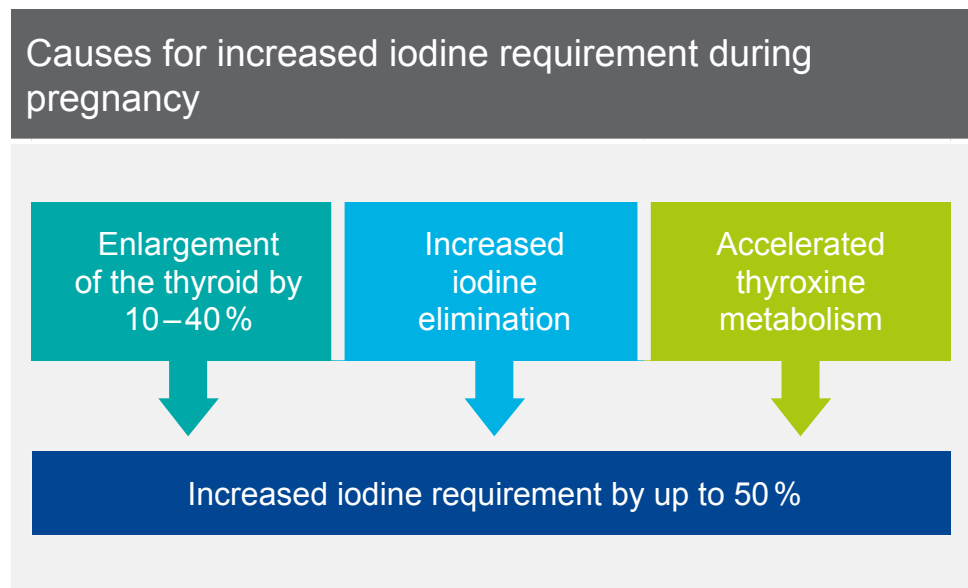 Causes for increased iodine requirement during
pregnancy
Enlargement
of the thyroid by
10–40 %
Increased
iodine
elimination
Accelerated
thyroxine
metabolism
Increased iodine requirement by up to 50 %